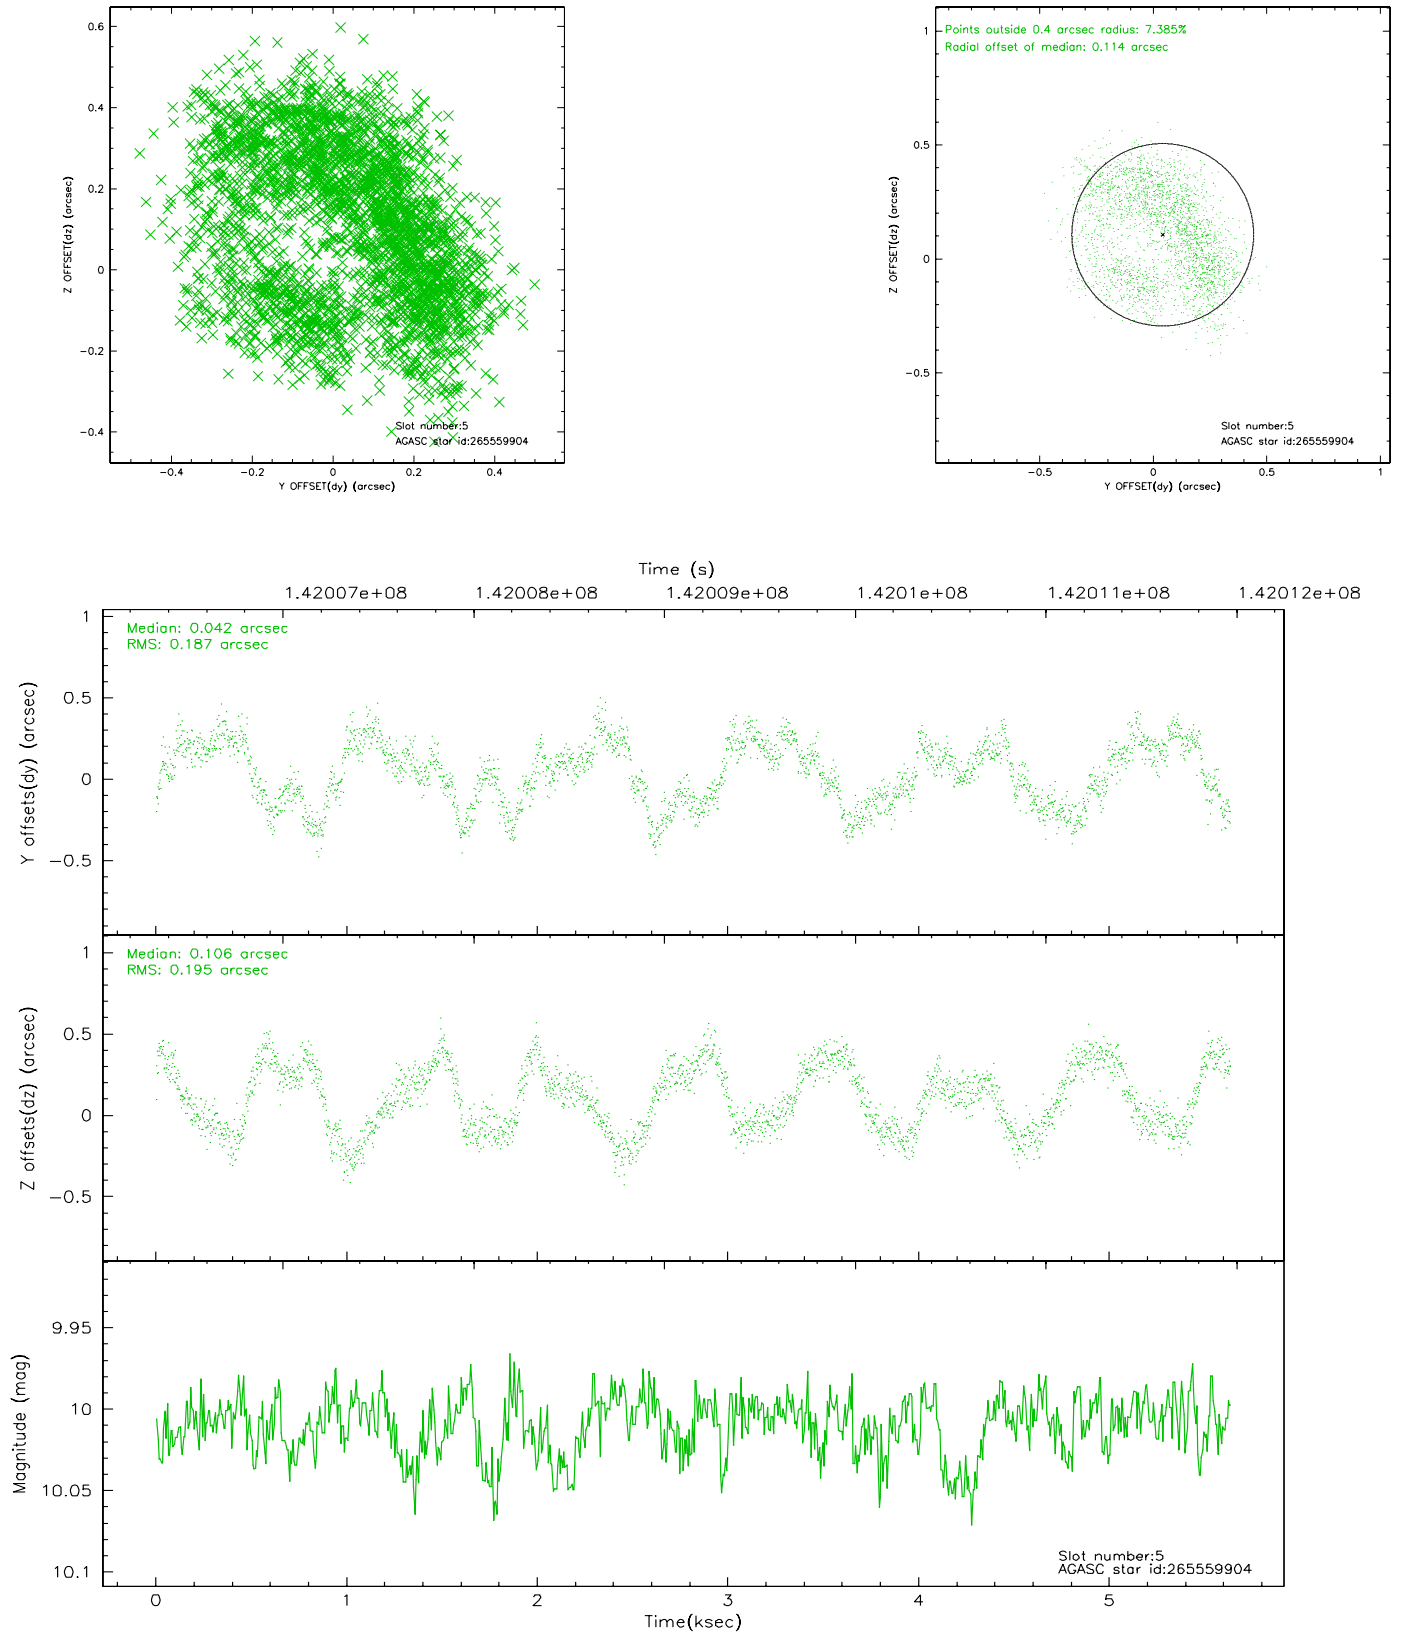 0.6
0.4
0.2
0
−0.2
−0.4
Z OFFSET(dz) (arcsec)
−0.4 −0.2 0 0.2 0.4
Y OFFSET(dy) (arcsec)
Slot number:5
AGASC star id:265559904
Points outside 0.4 arcsec radius: 7.385%
Radial offset of median: 0.114 arcsec
1
0.5
0
−0.5
Z OFFSET(dz) (arcsec)
−0.5 0 0.5 1
Y OFFSET(dy) (arcsec)
Slot number:5
AGASC star id:265559904
Time (s)
1.42007e+08 1.42008e+08 1.42009e+08 1.4201e+08 1.42011e+08 1.42012e+08
Median: 0.042 arcsec
RMS: 0.187 arcsec
1
0.5
0
−0.5
Y offsets(dy) (arcsec)
Median: 0.106 arcsec
RMS: 0.195 arcsec
1
0.5
0
−0.5
Z offsets(dz) (arcsec)
9.95
10
10.05
10.1
Magnitude (mag)
Slot number:5
AGASC star id:265559904
0 1 2 3 4 5
Time(ksec)